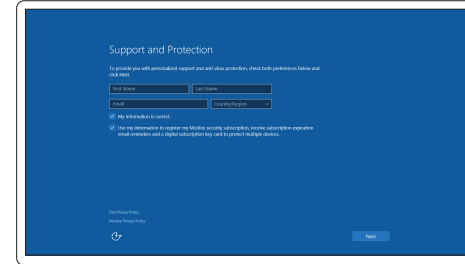 Support and Protection
To provide you with personalized support and anti-virus protection, check both preferences below and
click Next.
First Name
Last Name
Email
Country/Region
My information is correct.
Use my information to register my McAfee security subscription, receive subscription expiration
email reminders and a digital subscription key card to protect multiple devices.
Dell Privacy Policy
McAfee Privacy Policy
Next